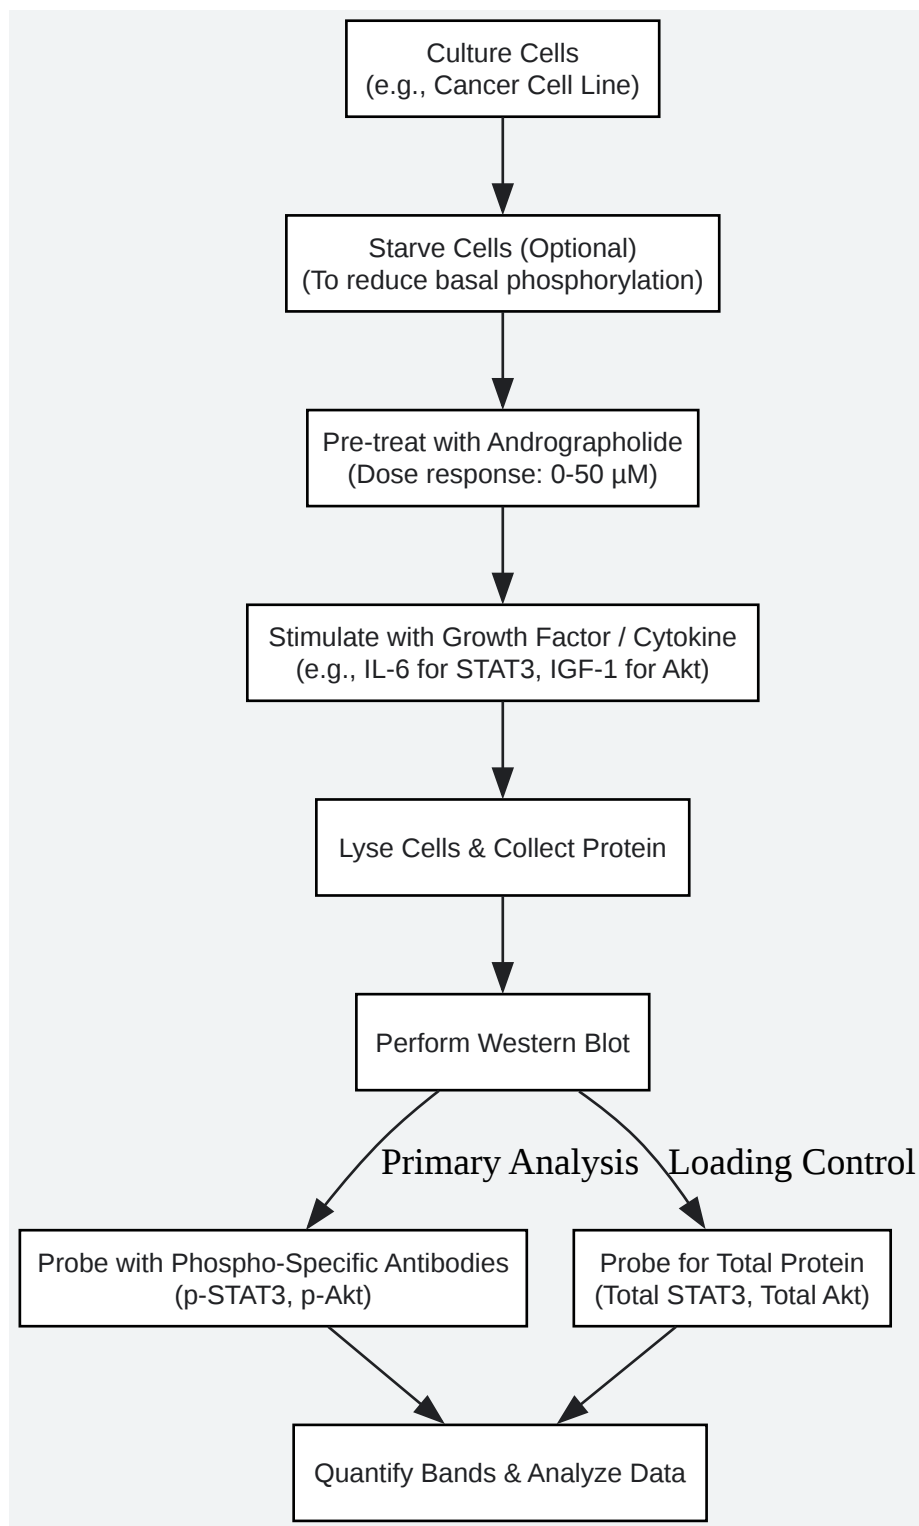 Culture Cells
(e.g., Cancer Cell Line)
Starve Cells (Optional)
(To reduce basal phosphorylation)
Pre-treat with Andrographolide
(Dose response: 0-50 µM)
Stimulate with Growth Factor / Cytokine
(e.g., IL-6 for STAT3, IGF-1 for Akt)
Lyse Cells & Collect Protein
Perform Western Blot
Primary Analysis
Loading Control
Probe with Phospho-Specific Antibodies
(p-STAT3, p-Akt)
Probe for Total Protein
(Total STAT3, Total Akt)
Quantify Bands & Analyze Data